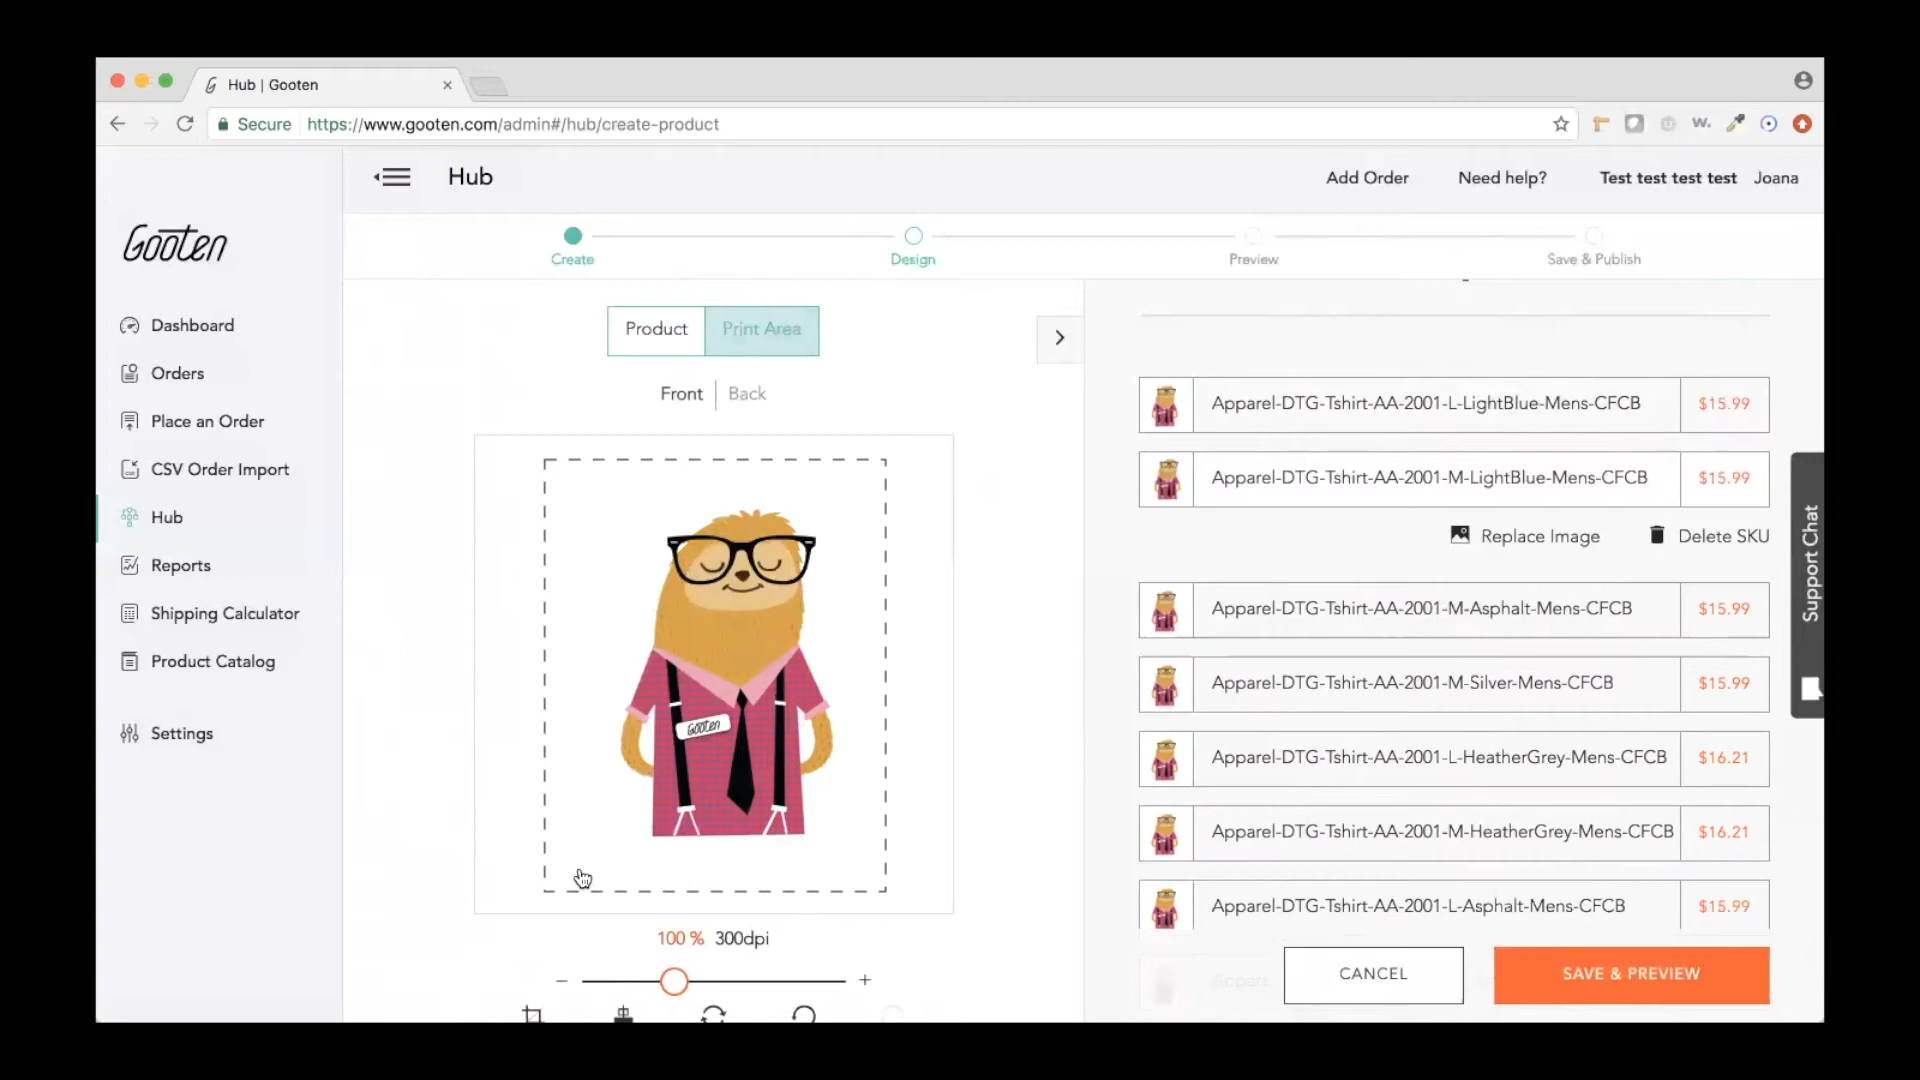 Hub | Gooten
Secure https://www.gooten.com/admin#/hub/create-product
W.
Hub
Add Order
Need help?
Test test test test
Joana
Gooten
Create
Design
Preview
Save & Publish
Dashboard
Orders
Place an Order
CSV Order Import
Hub
Reports
Shipping Calculator
Product Catalog
Settings
Product
Print Area
Front
Back
Gooten
100 % 300dpi
Apparel-DTG-Tshirt-AA-2001-L-LightBlue-Mens-CFCB $15.99
Apparel-DTG-Tshirt-AA-2001-M-LightBlue-Mens-CFCB $15.99
Replace Image
Delete SKU
Apparel-DTG-Tshirt-AA-2001-M-Asphalt-Mens-CFCB $15.99
Apparel-DTG-Tshirt-AA-2001-M-Silver-Mens-CFCB $15.99
Apparel-DTG-Tshirt-AA-2001-L-HeatherGrey-Mens-CFCB $16.21
Apparel-DTG-Tshirt-AA-2001-M-HeatherGrey-Mens-CFCB $16.21
Apparel-DTG-Tshirt-AA-2001-L-Asphalt-Mens-CFCB $15.99
CANCEL
SAVE & PREVIEW
Support Chat